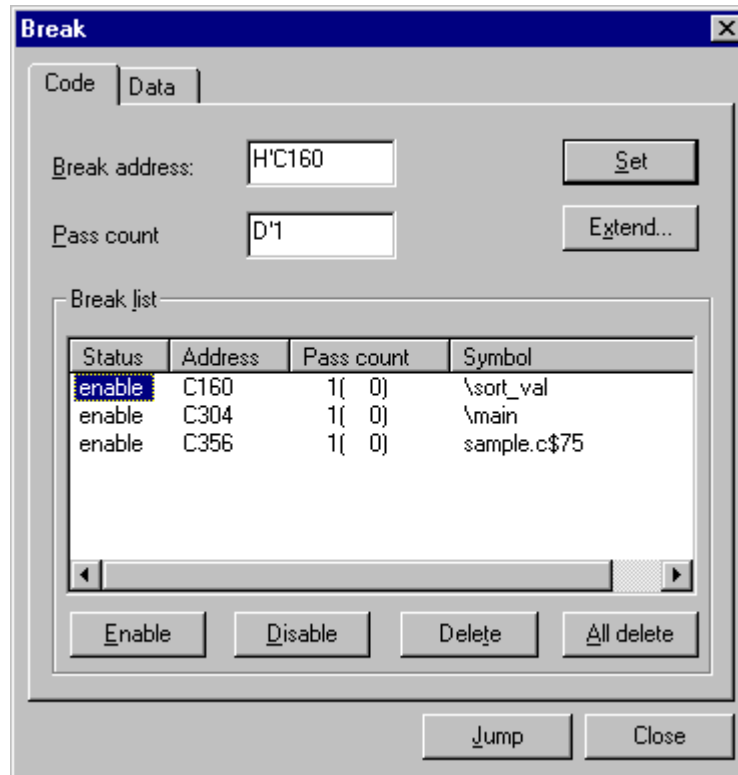 Break
Code Data
Break address: H'C160 Set
Pass count D'1 Extend...
Break list
Status Address Pass count Symbol
enable C160 1( 0) \sort_val
enable C304 1( 0) \main
enable C356 1( 0) sample.c$75
Enable Disable Delete All delete
Jump Close